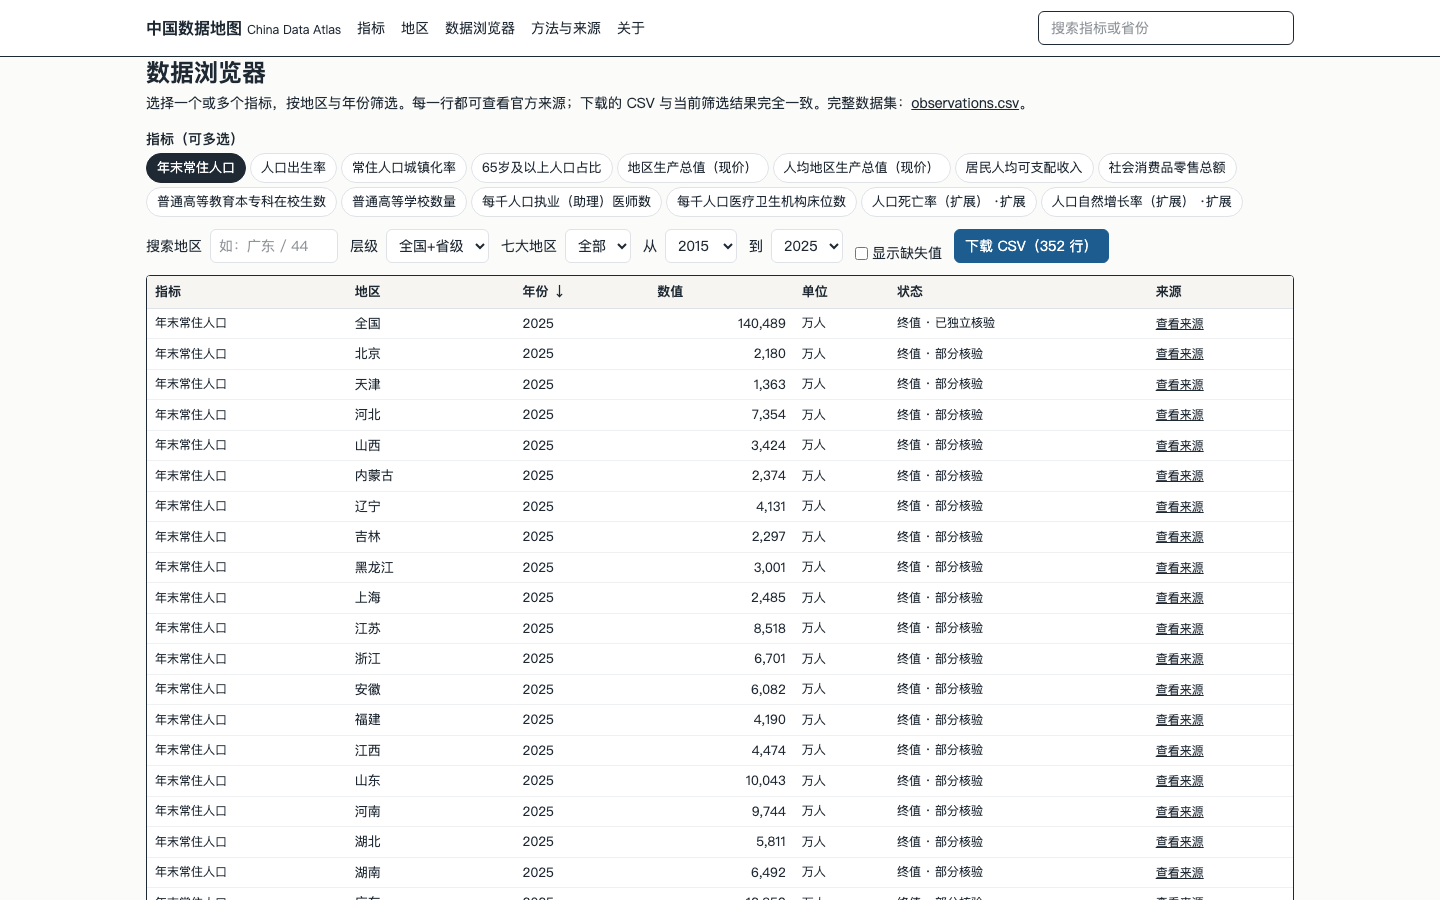 中国数据地图 China Data Atlas 指标 地区 数据浏览器 方法与来源 关于 搜索指标或省份
数据浏览器
选择一个或多个指标，按地区与年份筛选。每一行都可查看官方来源；下载的 CSV 与当前筛选结果完全一致。完整数据集：observations.csv。
指标（可多选）
年末常住人口 人口出生率 常住人口城镇化率 65岁及以上人口占比 地区生产总值（现价） 人均地区生产总值（现价） 居民人均可支配收入 社会消费品零售总额
普通高等教育本专科在校生数 普通高等学校数量 每千人口执业（助理）医师数 每千人口医疗卫生机构床位数 人口死亡率（扩展） ·扩展 人口自然增长率（扩展） ·扩展
搜索地区 如：广东 / 44 层级 全国+省级 七大地区 全部 从 2015 到 2025 显示缺失值 下载 CSV（352 行）
指标 地区 年份 ↓ 数值 单位 状态 来源
年末常住人口 全国 2025 140,489 万人 终值 · 已独立核验 查看来源
年末常住人口 北京 2025 2,180 万人 终值 · 部分核验 查看来源
年末常住人口 天津 2025 1,363 万人 终值 · 部分核验 查看来源
年末常住人口 河北 2025 7,354 万人 终值 · 部分核验 查看来源
年末常住人口 山西 2025 3,424 万人 终值 · 部分核验 查看来源
年末常住人口 内蒙古 2025 2,374 万人 终值 · 部分核验 查看来源
年末常住人口 辽宁 2025 4,131 万人 终值 · 部分核验 查看来源
年末常住人口 吉林 2025 2,297 万人 终值 · 部分核验 查看来源
年末常住人口 黑龙江 2025 3,001 万人 终值 · 部分核验 查看来源
年末常住人口 上海 2025 2,485 万人 终值 · 部分核验 查看来源
年末常住人口 江苏 2025 8,518 万人 终值 · 部分核验 查看来源
年末常住人口 浙江 2025 6,701 万人 终值 · 部分核验 查看来源
年末常住人口 安徽 2025 6,082 万人 终值 · 部分核验 查看来源
年末常住人口 福建 2025 4,190 万人 终值 · 部分核验 查看来源
年末常住人口 江西 2025 4,474 万人 终值 · 部分核验 查看来源
年末常住人口 山东 2025 10,043 万人 终值 · 部分核验 查看来源
年末常住人口 河南 2025 9,744 万人 终值 · 部分核验 查看来源
年末常住人口 湖北 2025 5,811 万人 终值 · 部分核验 查看来源
年末常住人口 湖南 2025 6,492 万人 终值 · 部分核验 查看来源